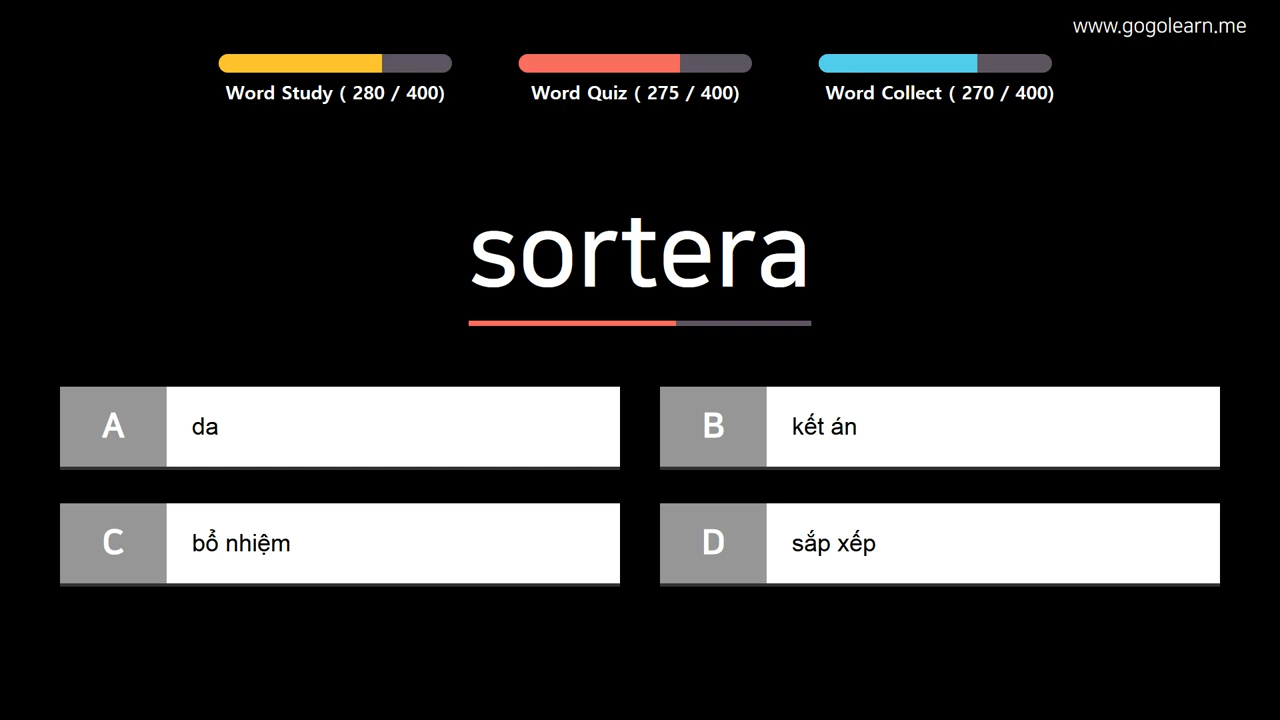 www.gogolearn.me
Word Study ( 280 / 400)
Word Quiz ( 275 / 400)
Word Collect ( 270 / 400)
sortera
A
da
B
kết án
C
bổ nhiệm
D
sắp xếp